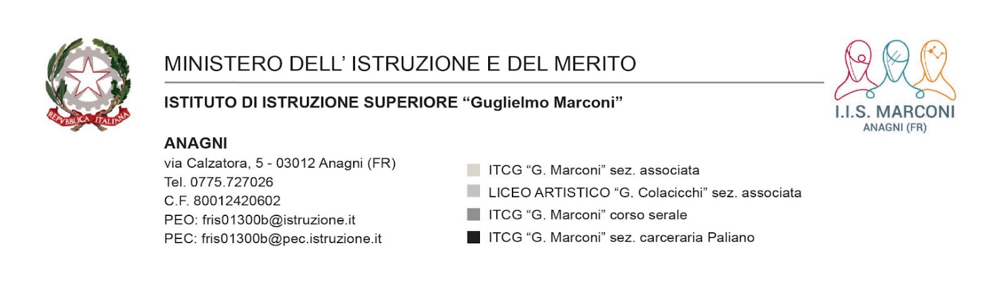 MINISTERO DELL' ISTRUZIONE E DEL MERITO
ISTITUTO DI ISTRUZIONE SUPERIORE “Guglielmo Marconi”
REPVBBLICA ITALIANA
I.I.S. MARCONI
ANAGNI (FR)
ANAGNI
via Calzatora, 5 - 03012 Anagni (FR)
Tel. 0775.727026
C.F. 80012420602
PEO: fris01300b@istruzione.it
PEC: fris01300b@pec.istruzione.it
ITCG “G. Marconi” sez. associata
LICEO ARTISTICO “G. Colacicchi” sez. associata
ITCG “G. Marconi” corso serale
ITCG “G. Marconi” sez. carceraria Paliano